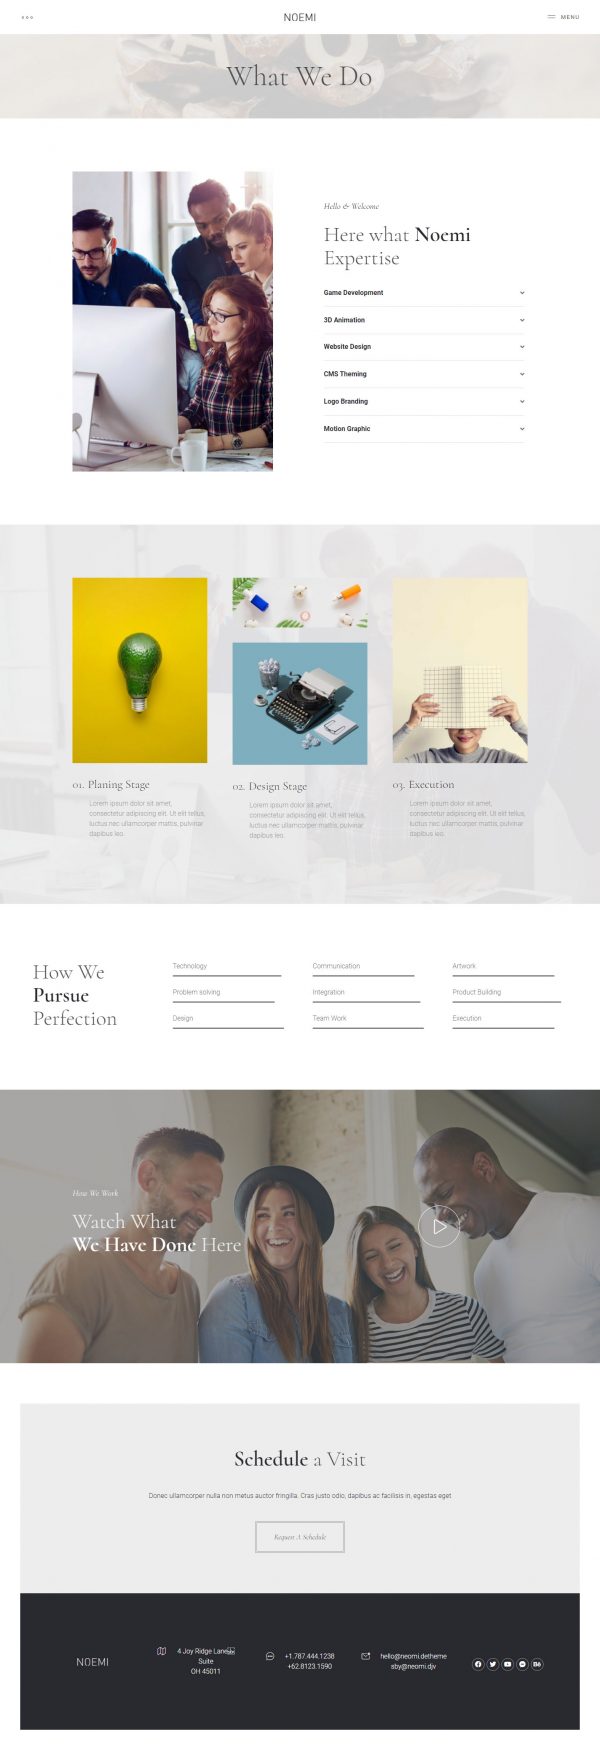 NOEMI
MENU
What We Do
Hello & Welcome
Here what Noemi
Expertise
Game Development
3D Animation
Website Design
CMS Theming
Logo Branding
Motion Graphic
01. Planing Stage
Lorem ipsum dolor sit amet,
consectetur adipiscing elit. Ut elit tellus,
luctus nec ullamcorper mattis, pulvinar
dapibus leo.
02. Design Stage
Lorem ipsum dolor sit amet,
consectetur adipiscing elit. Ut elit tellus,
luctus nec ullamcorper mattis, pulvinar
dapibus leo.
03. Execution
Lorem ipsum dolor sit amet,
consectetur adipiscing elit. Ut elit tellus,
luctus nec ullamcorper mattis, pulvinar
dapibus leo.
How We
Pursue
Perfection
Technology
Communication
Artwork
Problem solving
Integration
Product Building
Design
Team Work
Execution
How We Work
Watch What
We Have Done Here
Schedule a Visit
Donec ullamcorper nulla non metus auctor fringilla. Cras justo odio, dapibus ac facilisis in, egestas eget
Request A Schedule
NOEMI
4 Joy Ridge Lane
Suite
OH 45011
+1.787.444.1238
+62.8123.1590
hello@neomi.detheme
sby@neomi.djv